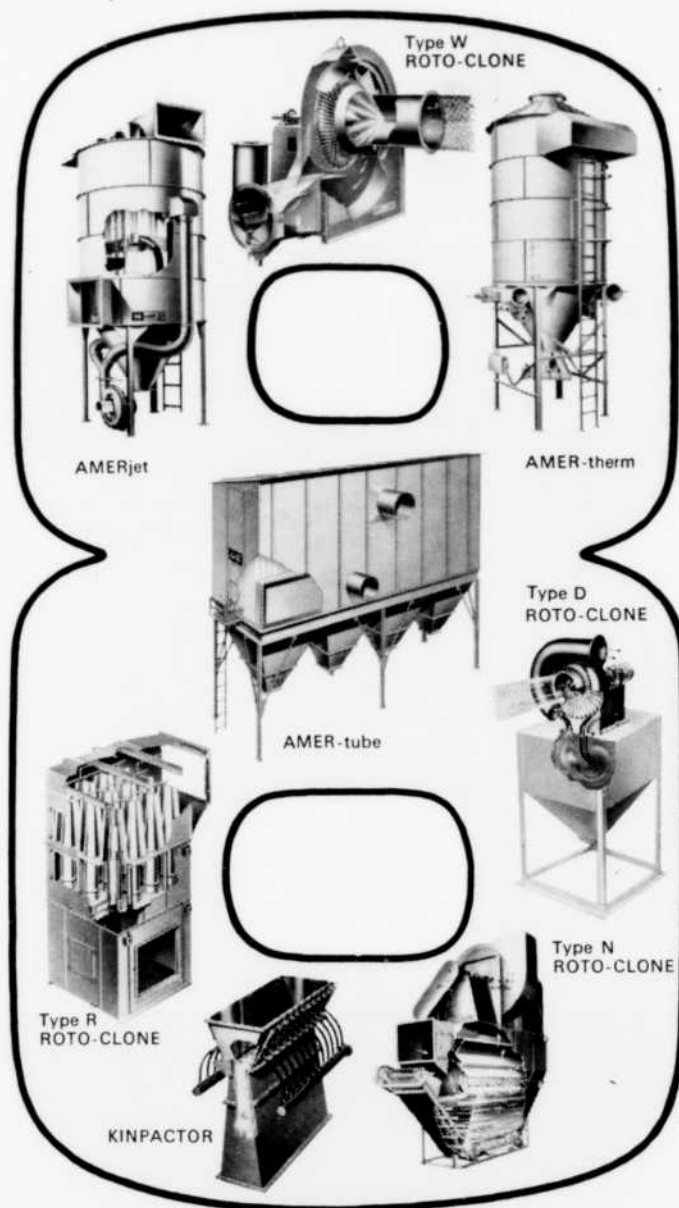 Type W
ROTO-CLONE
AMERjet
AMER-therm
Type D
ROTO-CLONE
AMER-tube
Type N
ROTO-CLONE
Type R
ROTO-CLONE
KINPACTOR